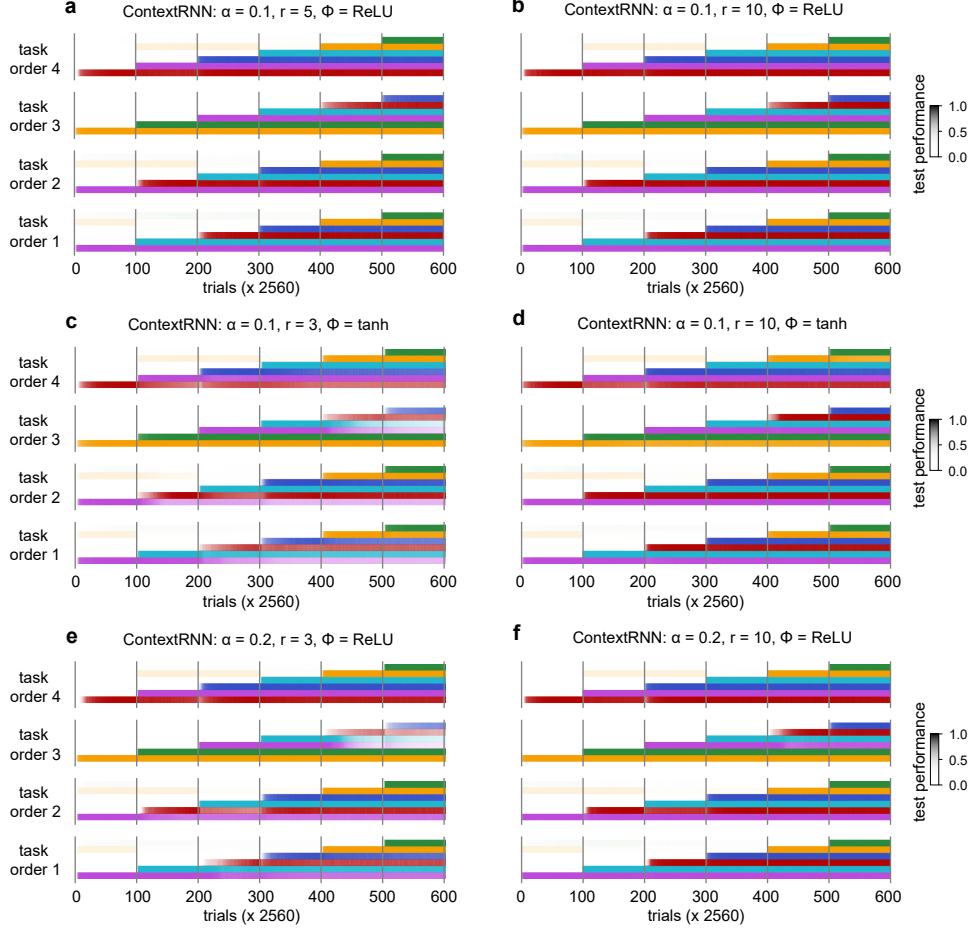 a
ContextRNN: α = 0.1, r = 5, Φ = ReLU
task
order 4
task
order 3
task
order 2
task
order 1
0 100 200 300 400 500 600
trials (x 2560)
b
ContextRNN: α = 0.1, r = 10, Φ = ReLU
0 100 200 300 400 500 600
trials (x 2560)
test performance
1.0
0.5
0.0
c
ContextRNN: α = 0.1, r = 3, Φ = tanh
task
order 4
task
order 3
task
order 2
task
order 1
0 100 200 300 400 500 600
trials (x 2560)
d
ContextRNN: α = 0.1, r = 10, Φ = tanh
0 100 200 300 400 500 600
trials (x 2560)
test performance
1.0
0.5
0.0
e
ContextRNN: α = 0.2, r = 3, Φ = ReLU
task
order 4
task
order 3
task
order 2
task
order 1
0 100 200 300 400 500 600
trials (x 2560)
f
ContextRNN: α = 0.2, r = 10, Φ = ReLU
0 100 200 300 400 500 600
trials (x 2560)
test performance
1.0
0.5
0.0